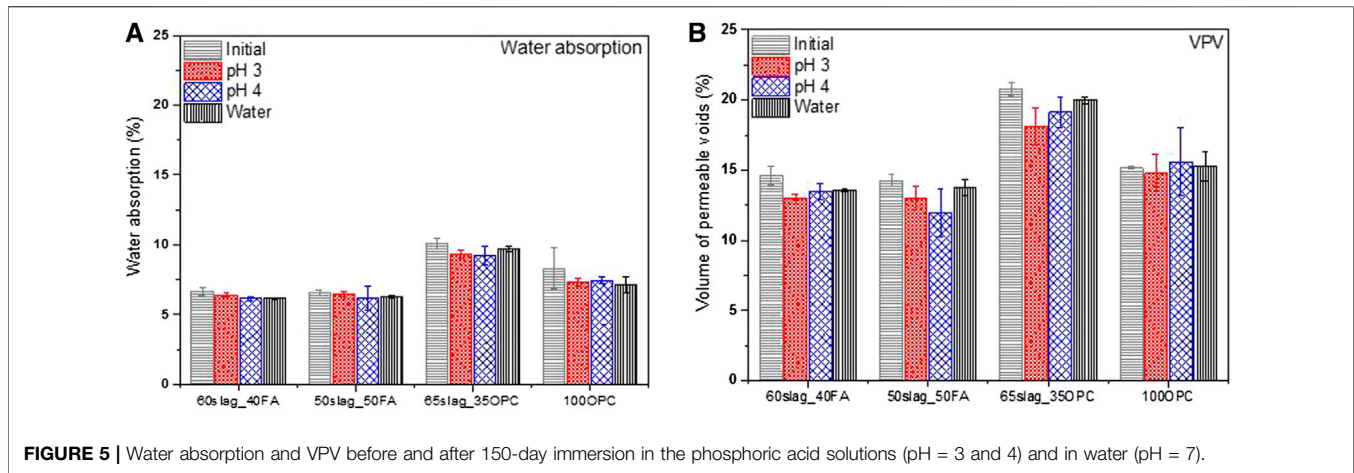 A
Water absorption
Initial
pH 3
pH 4
Water
Water absorption (%)
25
20
15
10
5
0
60slag_40FA
50slag_50FA
65slag_35OPC
100OPC
B
VPV
Initial
pH 3
pH 4
Water
Volume of permeable voids (%)
25
20
15
10
5
0
60slag_40FA
50slag_50FA
65slag_35OPC
100OPC
FIGURE 5 | Water absorption and VPV before and after 150-day immersion in the phosphoric acid solutions (pH = 3 and 4) and in water (pH = 7).